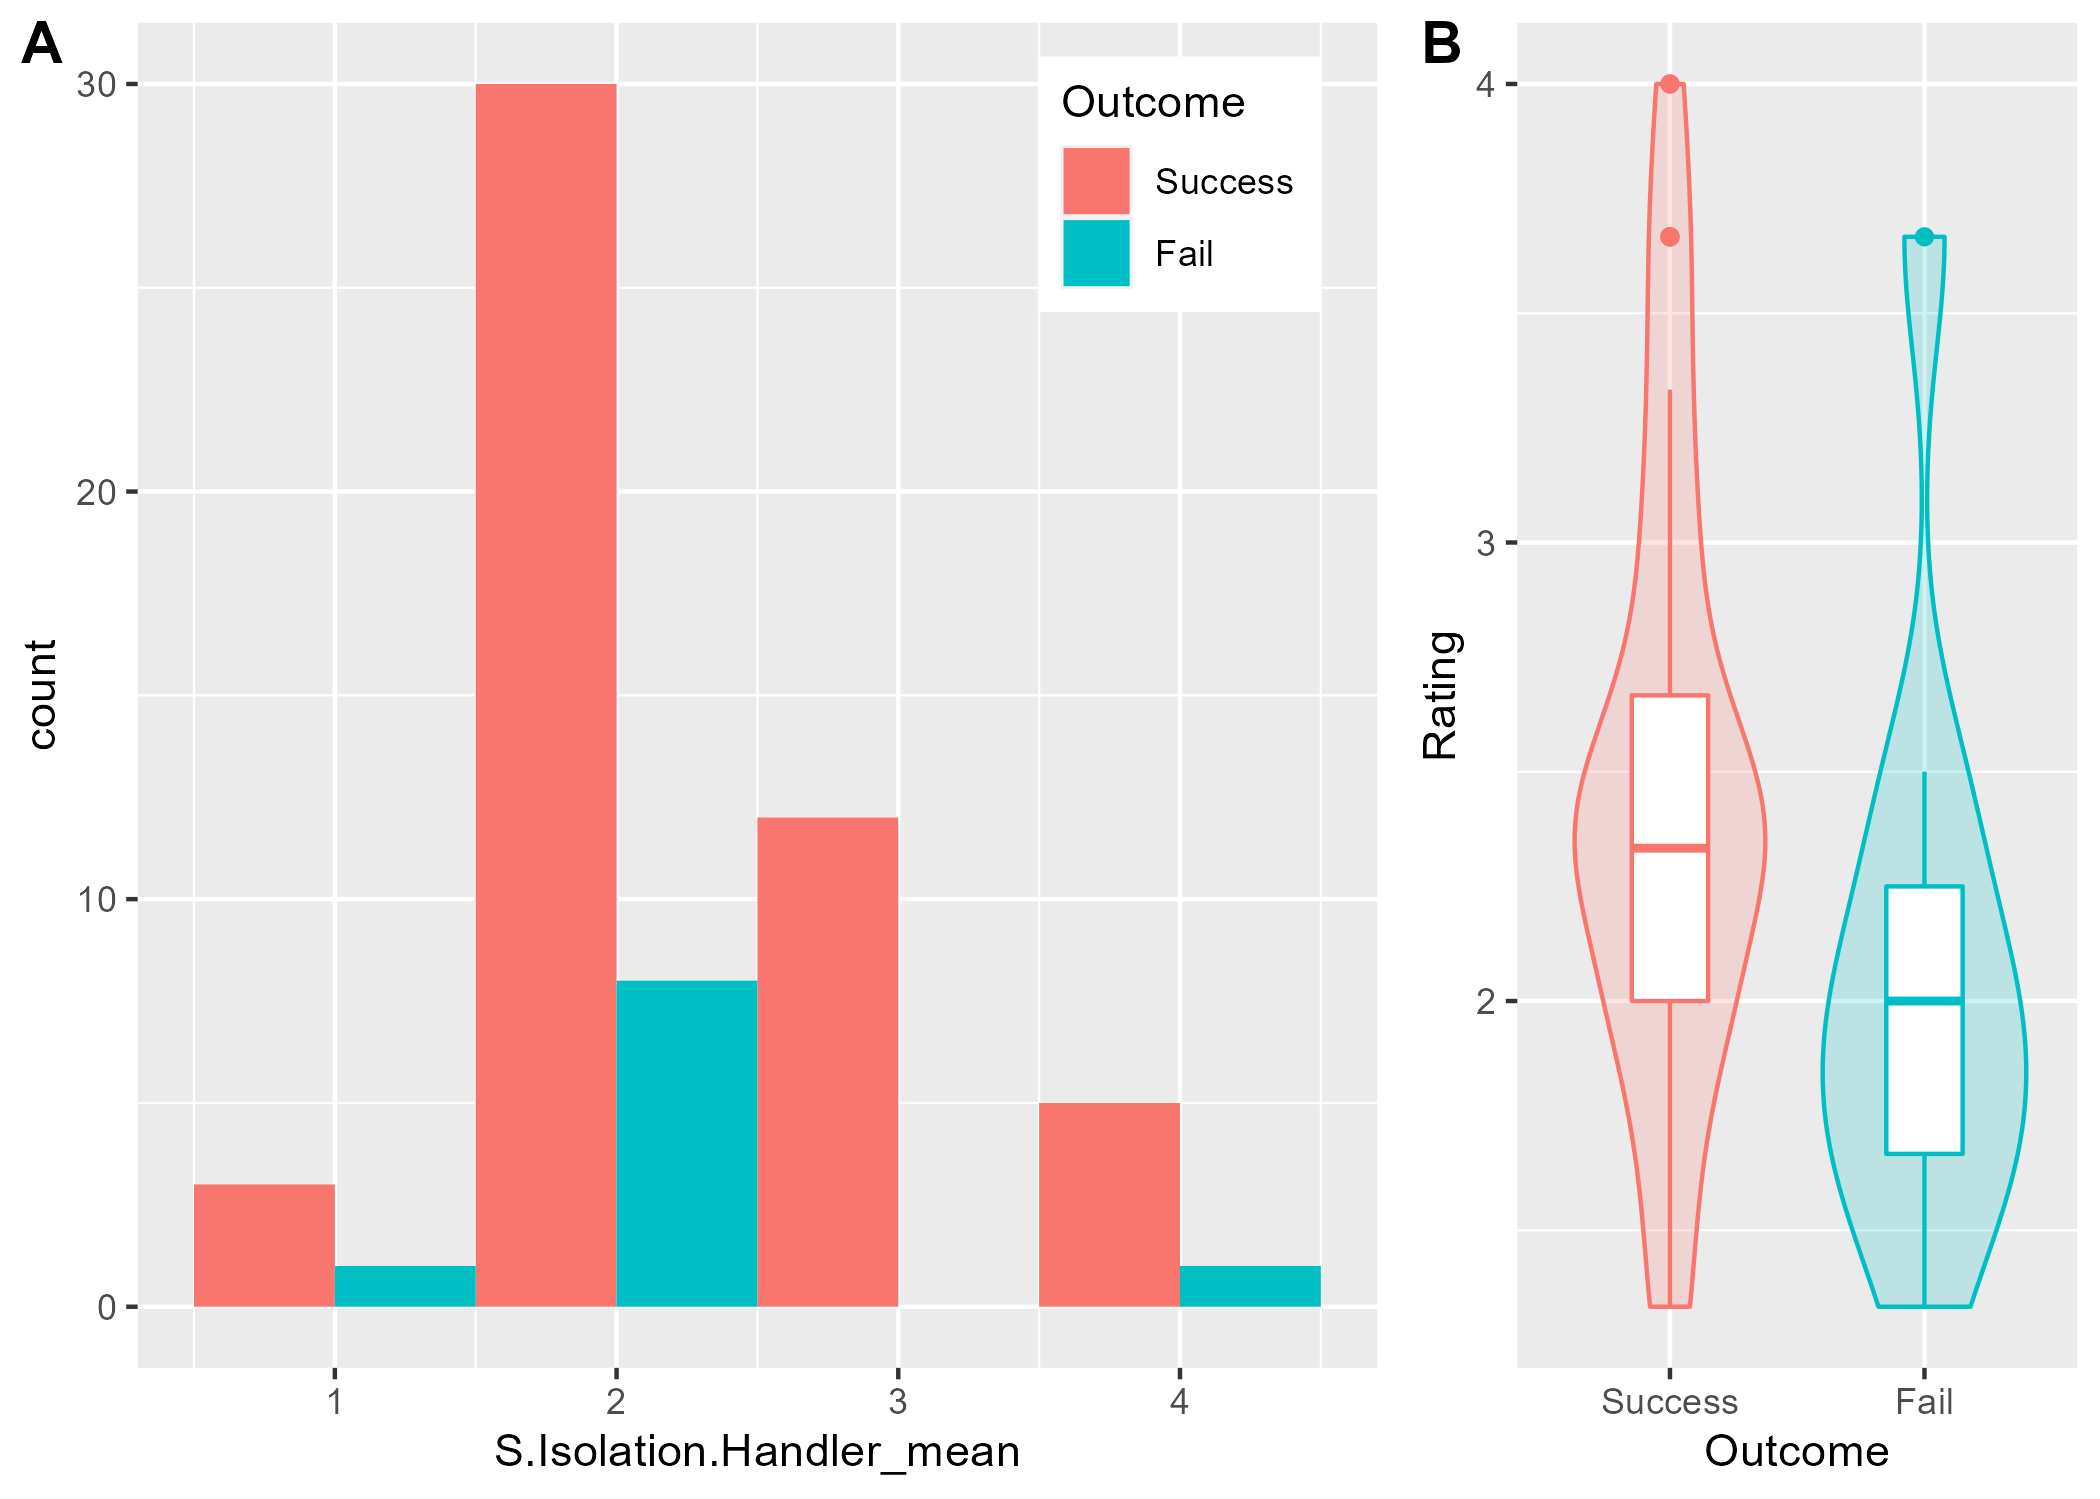 A
30
20
10
0
count
1 2 3 4
S.Isolation.Handler_mean
Outcome
Success
Fail
B
4
3
2
Rating
Success Fail
Outcome